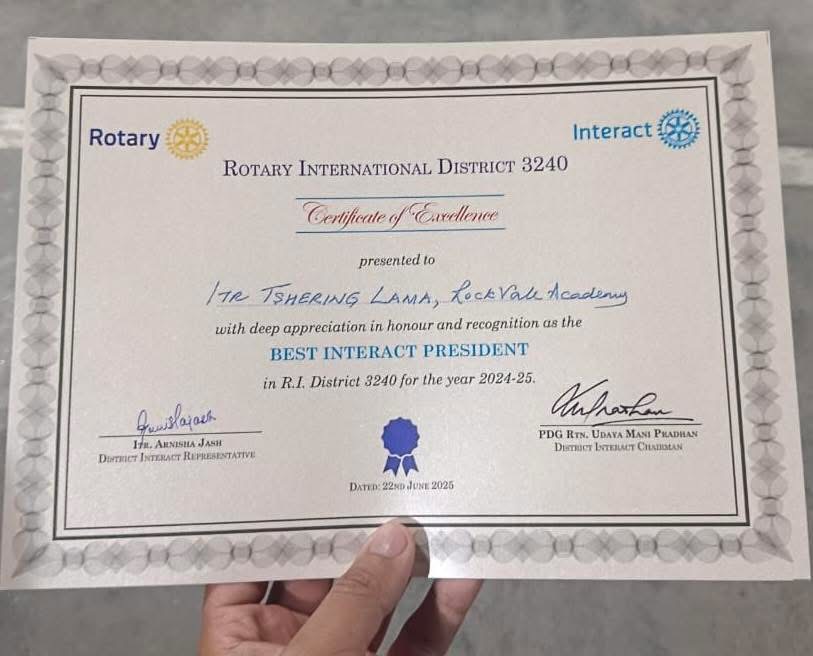 Rotary
Interact
ROTARY INTERNATIONAL DISTRICT 3240
Certificate of Excellence
presented to
ITR TSHERING LAMA, RockVale Academy
with deep appreciation in honour and recognition as the
BEST INTERACT PRESIDENT
in R.I. District 3240 for the year 2024-25.
ITR. ARNISHA JASH
DISTRICT INTERACT REPRESENTATIVE
PDG RTN. UDAYA MANI PRADHAN
DISTRICT INTERACT CHAIRMAN
DATED: 22ND JUNE 2025